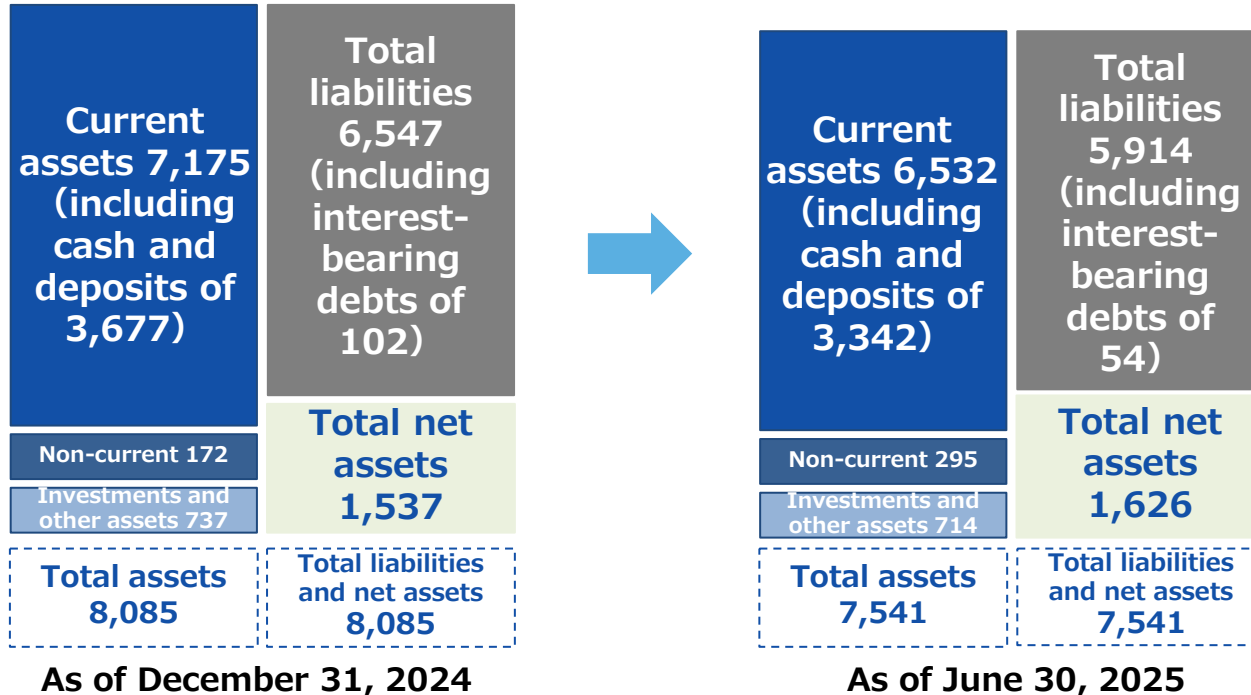 Current
assets 7,175
（including
cash and
deposits of
3,677）
Non-current 172
Investments and
other assets 737
Total assets
8,085
Total
liabilities
6,547
（including
interest-
bearing
debts of
102）
Total net
assets
1,537
Total liabilities
and net assets
8,085
As of December 31, 2024
Current
assets 6,532
（including
cash and
deposits of
3,342）
Non-current 295
Investments and
other assets 714
Total assets
7,541
Total
liabilities
5,914
（including
interest-
bearing
debts of
54）
Total net
assets
1,626
Total liabilities
and net assets
7,541
As of June 30, 2025